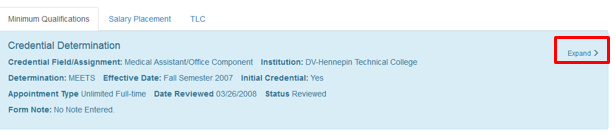 Minimum Qualifications Salary Placement TLC
Credential Determination
Expand
Credential Field/Assignment: Medical Assistant/Office Component Institution: DV-Hennepin Technical College
Determination: MEETS Effective Date: Fall Semester 2007 Initial Credential: Yes
Appointment Type Unlimited Full-time Date Reviewed 03/26/2008 Status Reviewed
Form Note: No Note Entered.